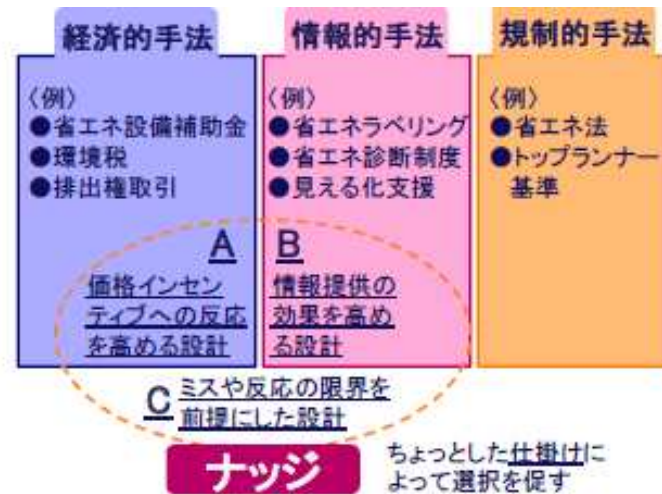 経済的手法
〈例〉
●省エネ設備補助金
●環境税
●排出権取引
A
価格インセン
ティブへの反応
を高める設計
情報的手法
〈例〉
●省エネラベリング
●省エネ診断制度
●見える化支援
B
情報提供の
効果を高め
る設計
規制的手法
〈例〉
●省エネ法
●トップランナー
基準
C ミスや反応の限界を
前提にした設計
ナッジ
ちょっとした仕掛けに
よって選択を促す